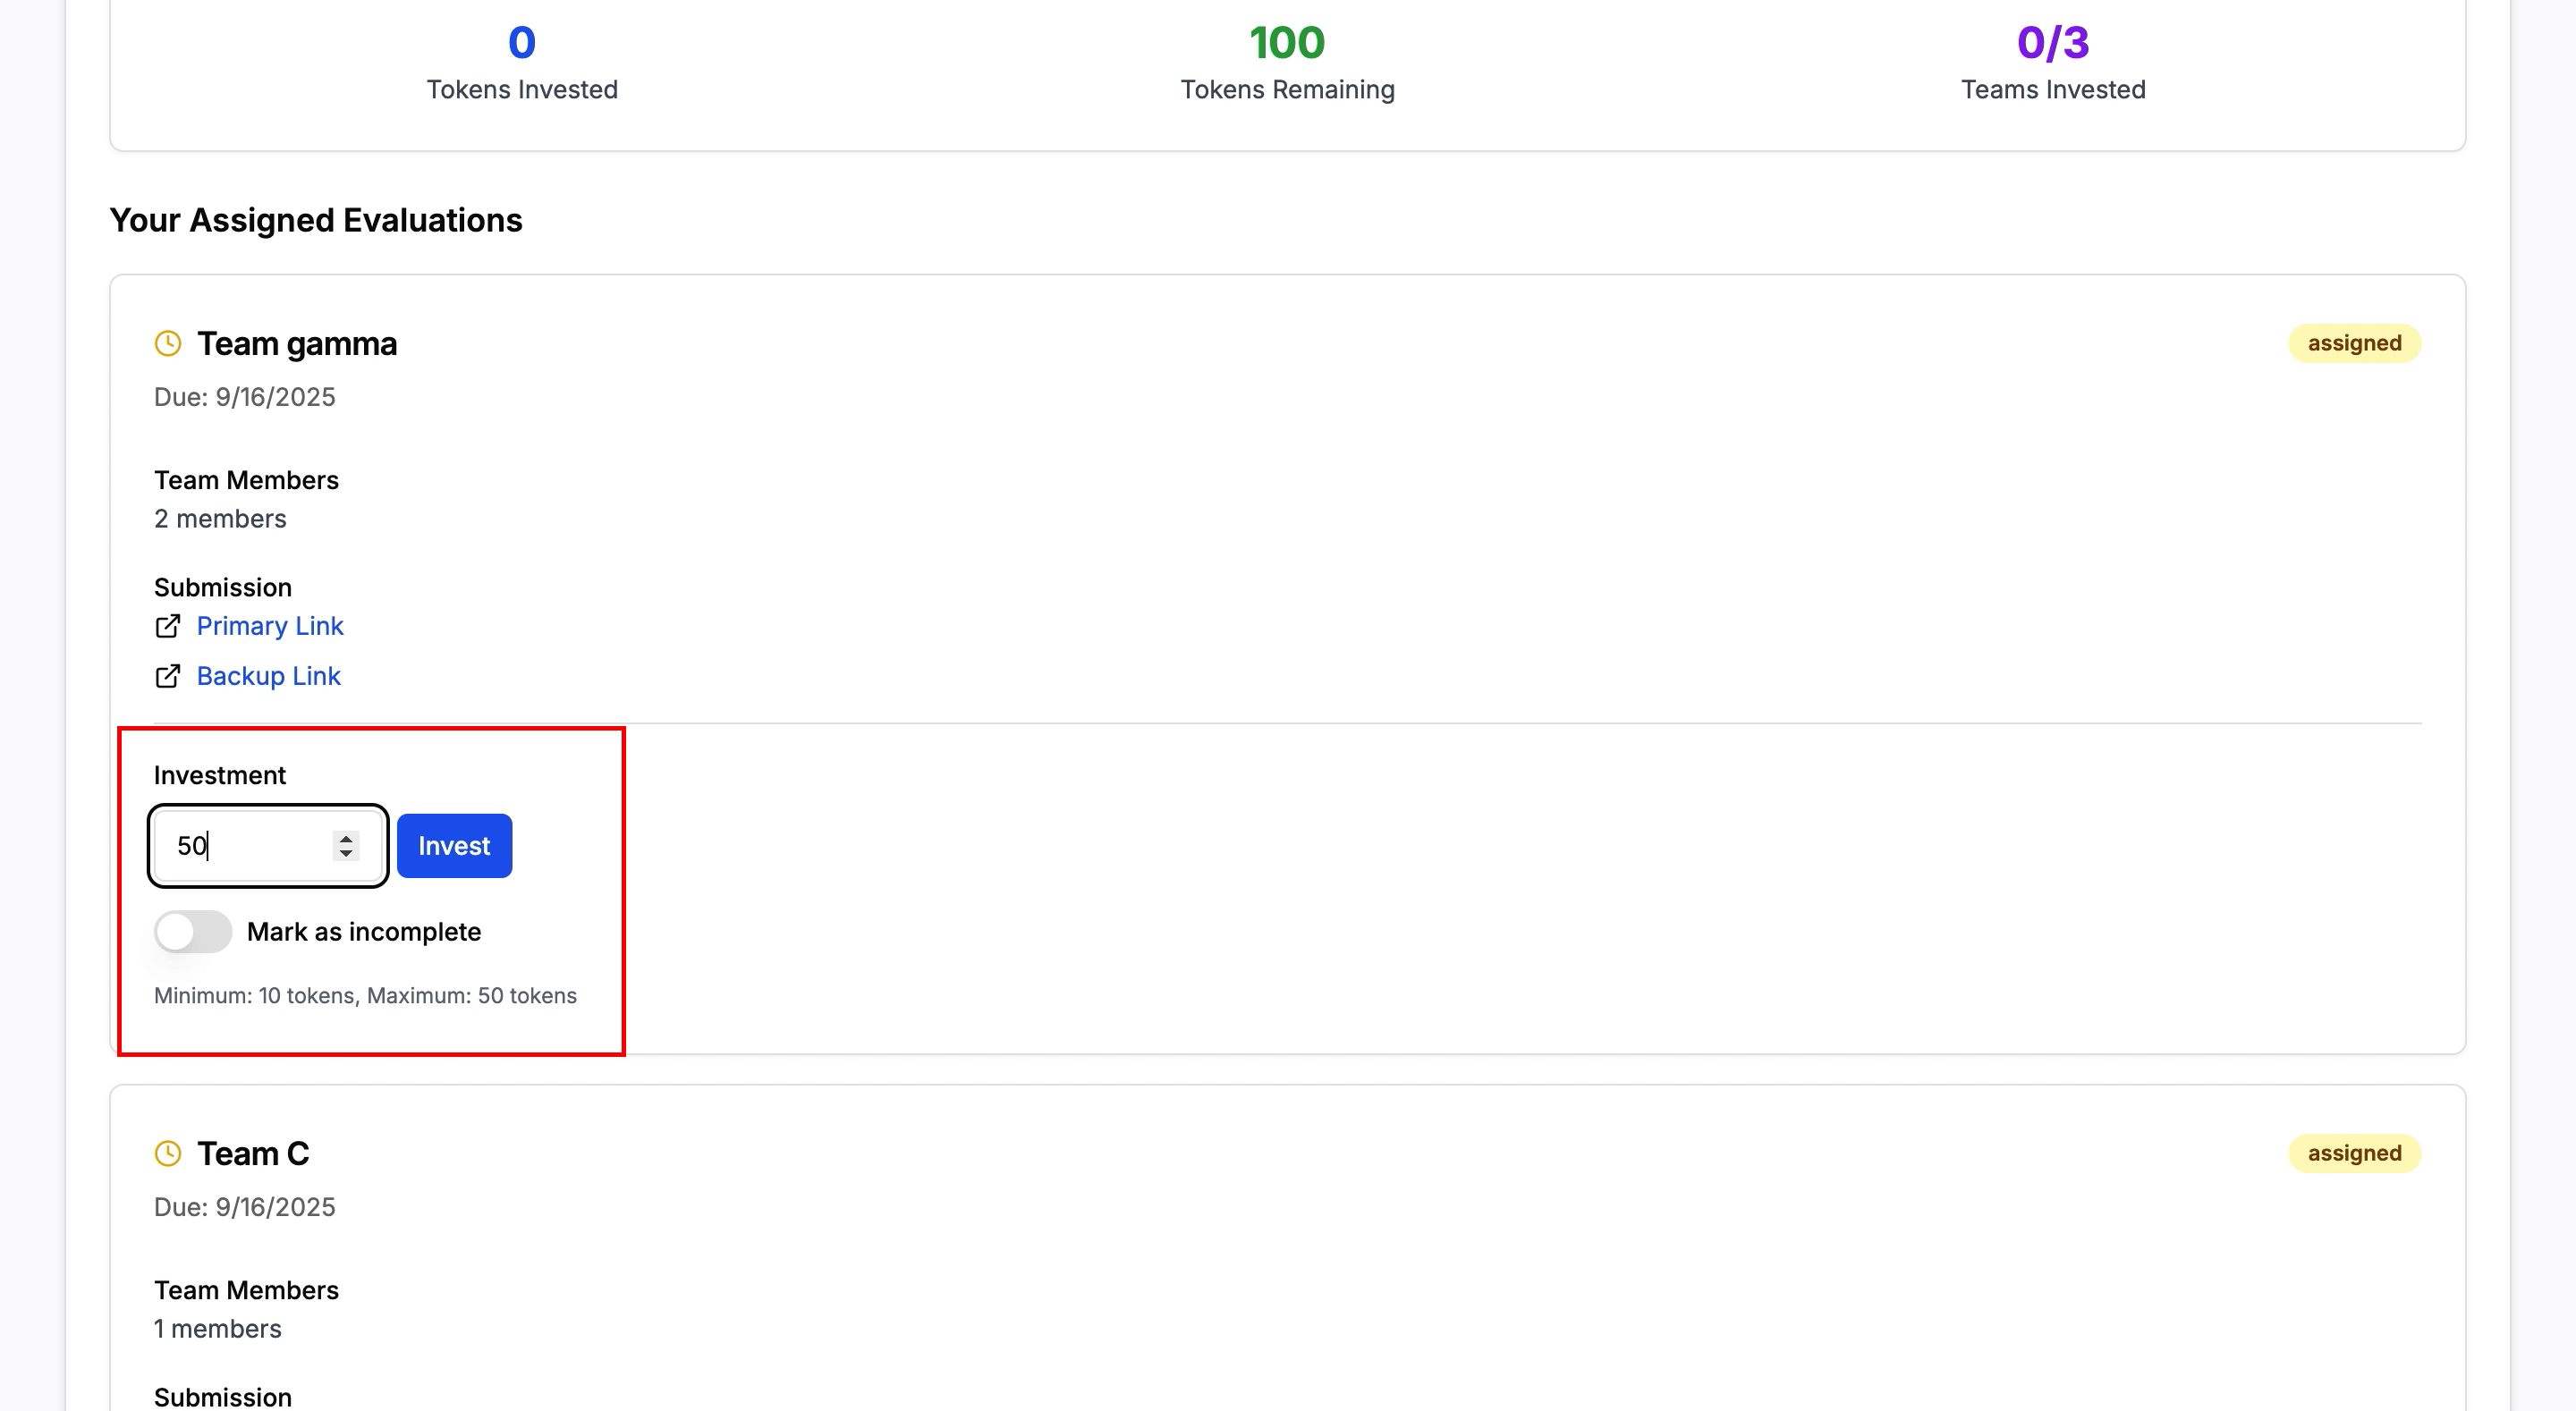 0
Tokens Invested
100
Tokens Remaining
0/3
Teams Invested
Your Assigned Evaluations
Team gamma
assigned
Due: 9/16/2025
Team Members
2 members
Submission
Primary Link
Backup Link
Investment
50
Invest
Mark as incomplete
Minimum: 10 tokens, Maximum: 50 tokens
Team C
assigned
Due: 9/16/2025
Team Members
1 members
Submission